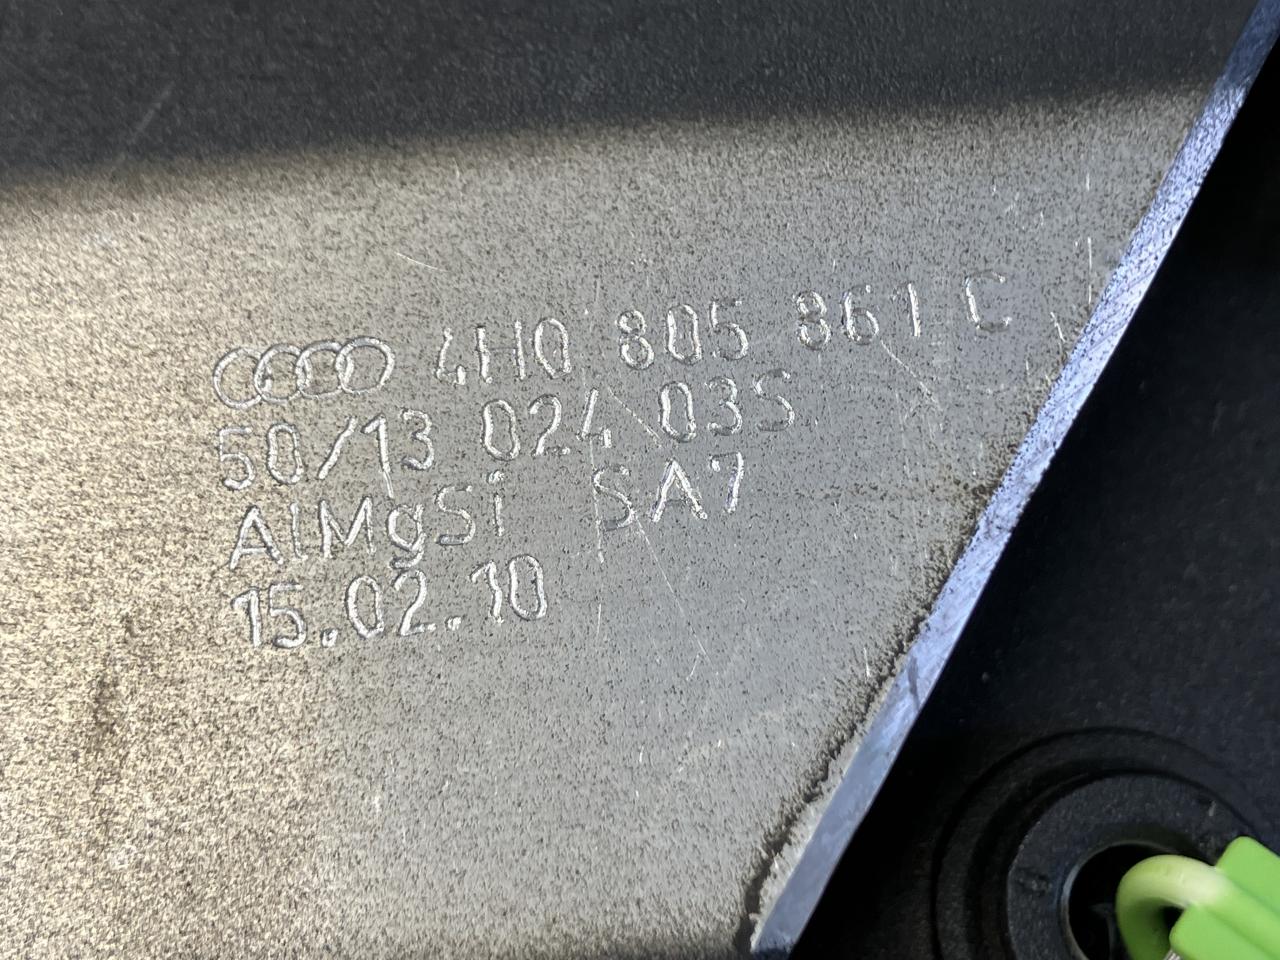 4H0 805 861 C
50/13 024 03S
AlMgSi SA7
15.02.10